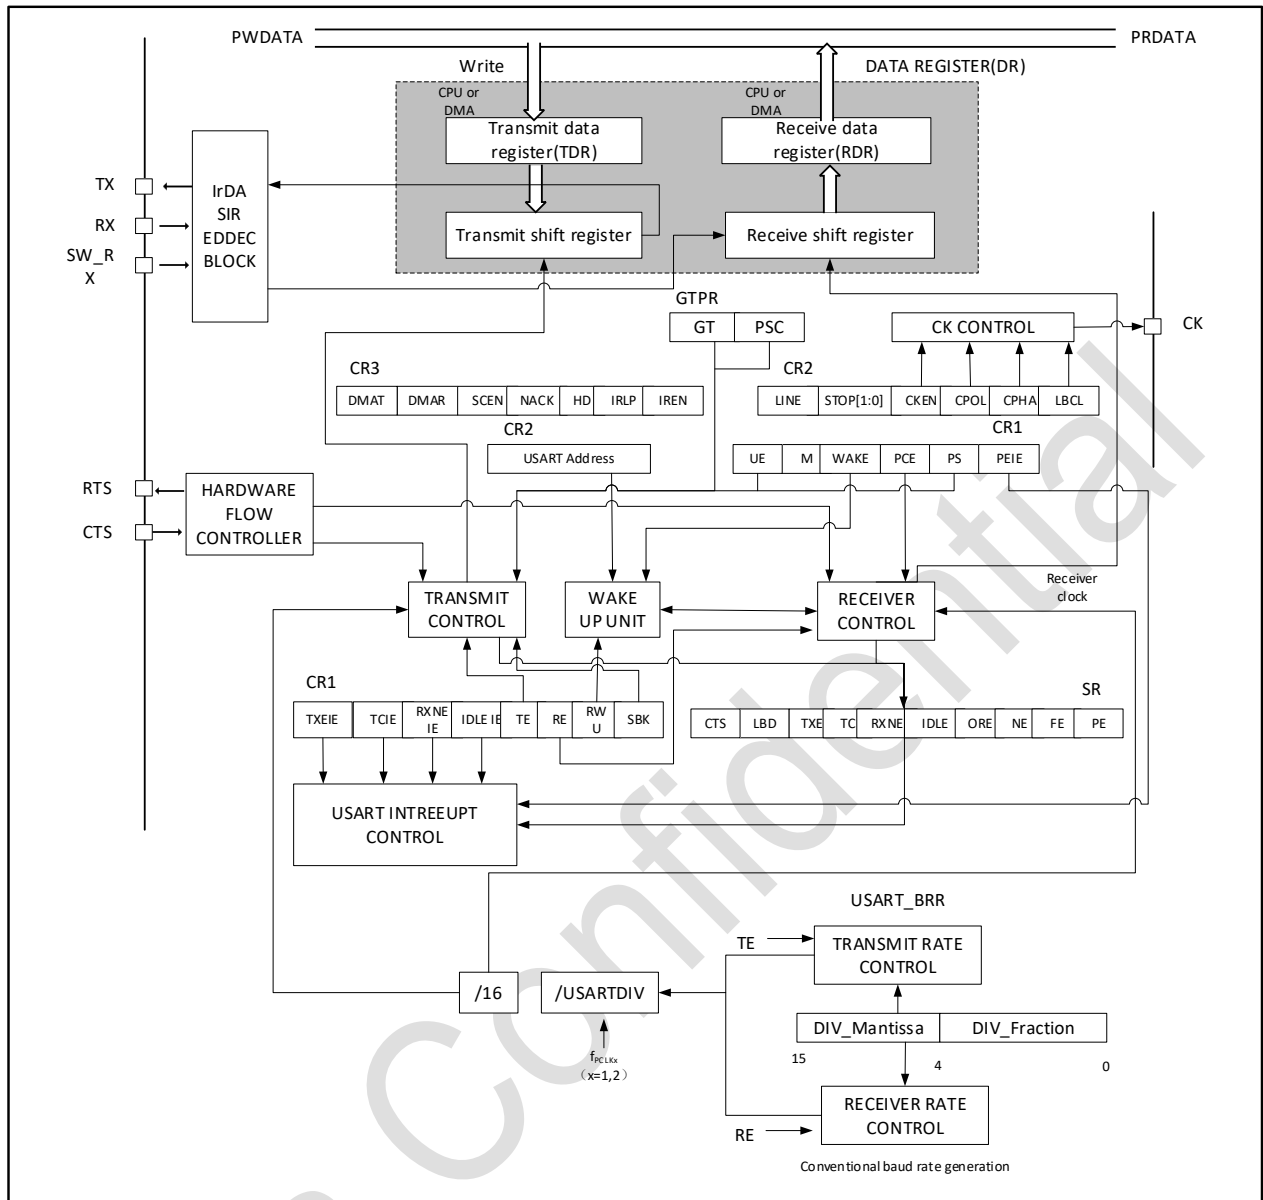 PWDATA
PRDATA
Write
DATA REGISTER(DR)
CPU or
DMA
CPU or
DMA
Transmit data
register(TDR)
Receive data
register(RDR)
TX
RX
SW_R
X
IrDA
SIR
EDDEC
BLOCK
Transmit shift register
Receive shift register
GTPR
GT
PSC
CK CONTROL
CK
CR3
DMAT
DMAR
SCEN
NACK
HD
IRLP
IREN
CR2
LINE
STOP[1:0]
CKEN
CPOL
CPHA
LBCL
CR2
USART Address
CR1
UE
M
WAKE
PCE
PS
PEIE
RTS
CTS
HARDWARE
FLOW
CONTROLLER
TRANSMIT
CONTROL
WAKE
UP UNIT
RECEIVER
CONTROL
Receiver
clock
CR1
TXEIE
TCIE
RXNE
IE
IDLE IE
TE
RE
RW
U
SBK
SR
CTS
LBD
TXE
TC
RXNE
IDLE
ORE
NE
FE
PE
USART INTREEUPT
CONTROL
USART_BRR
TE
TRANSMIT RATE
CONTROL
/16
/USARTDIV
DIV_Mantissa
DIV_Fraction
15
4
0
fPCLKx
（x=1,2）
RECEIVER RATE
CONTROL
RE
Conventional baud rate generation
Confidential